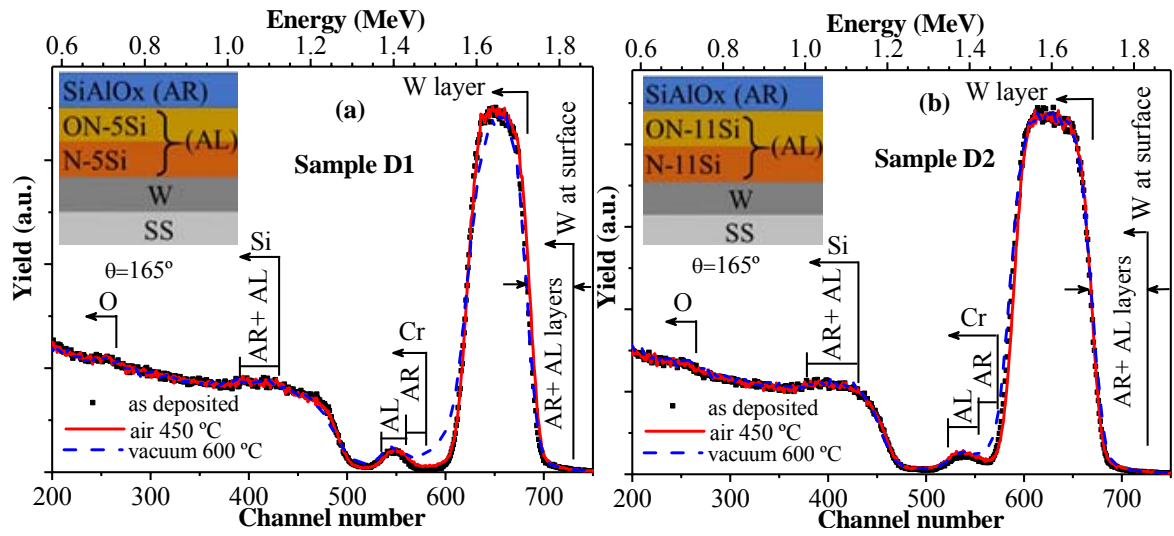 Energy (MeV)
0.6 0.8 1.0 1.2 1.4 1.6 1.8
Yield (a.u.)
SiAlOx (AR)
ON-5Si
N-5Si
(AL)
W
SS
(a)
Sample D1
W layer
W at surface
θ=165º
Si
O
AR+ AL
Cr
AL
AR
AR+ AL layers
as deposited
air 450 ºC
vacuum 600 ºC
200 300 400 500 600 700
Channel number
Energy (MeV)
0.6 0.8 1.0 1.2 1.4 1.6 1.8
Yield (a.u.)
SiAlOx (AR)
ON-11Si
N-11Si
(AL)
W
SS
(b)
Sample D2
W layer
W at surface
θ=165º
Si
O
AR+ AL
Cr
AL
AR
AR+ AL layers
as deposited
air 450 ºC
vacuum 600 ºC
200 300 400 500 600 700
Channel number